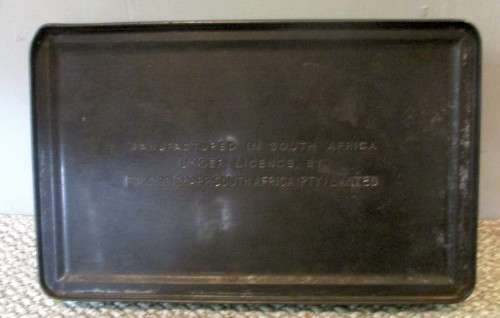 MANUFACTURED IN SOUTH AFRICA
UNDER LICENCE BY
SOUTH AFRICA (PTY) LIMITED